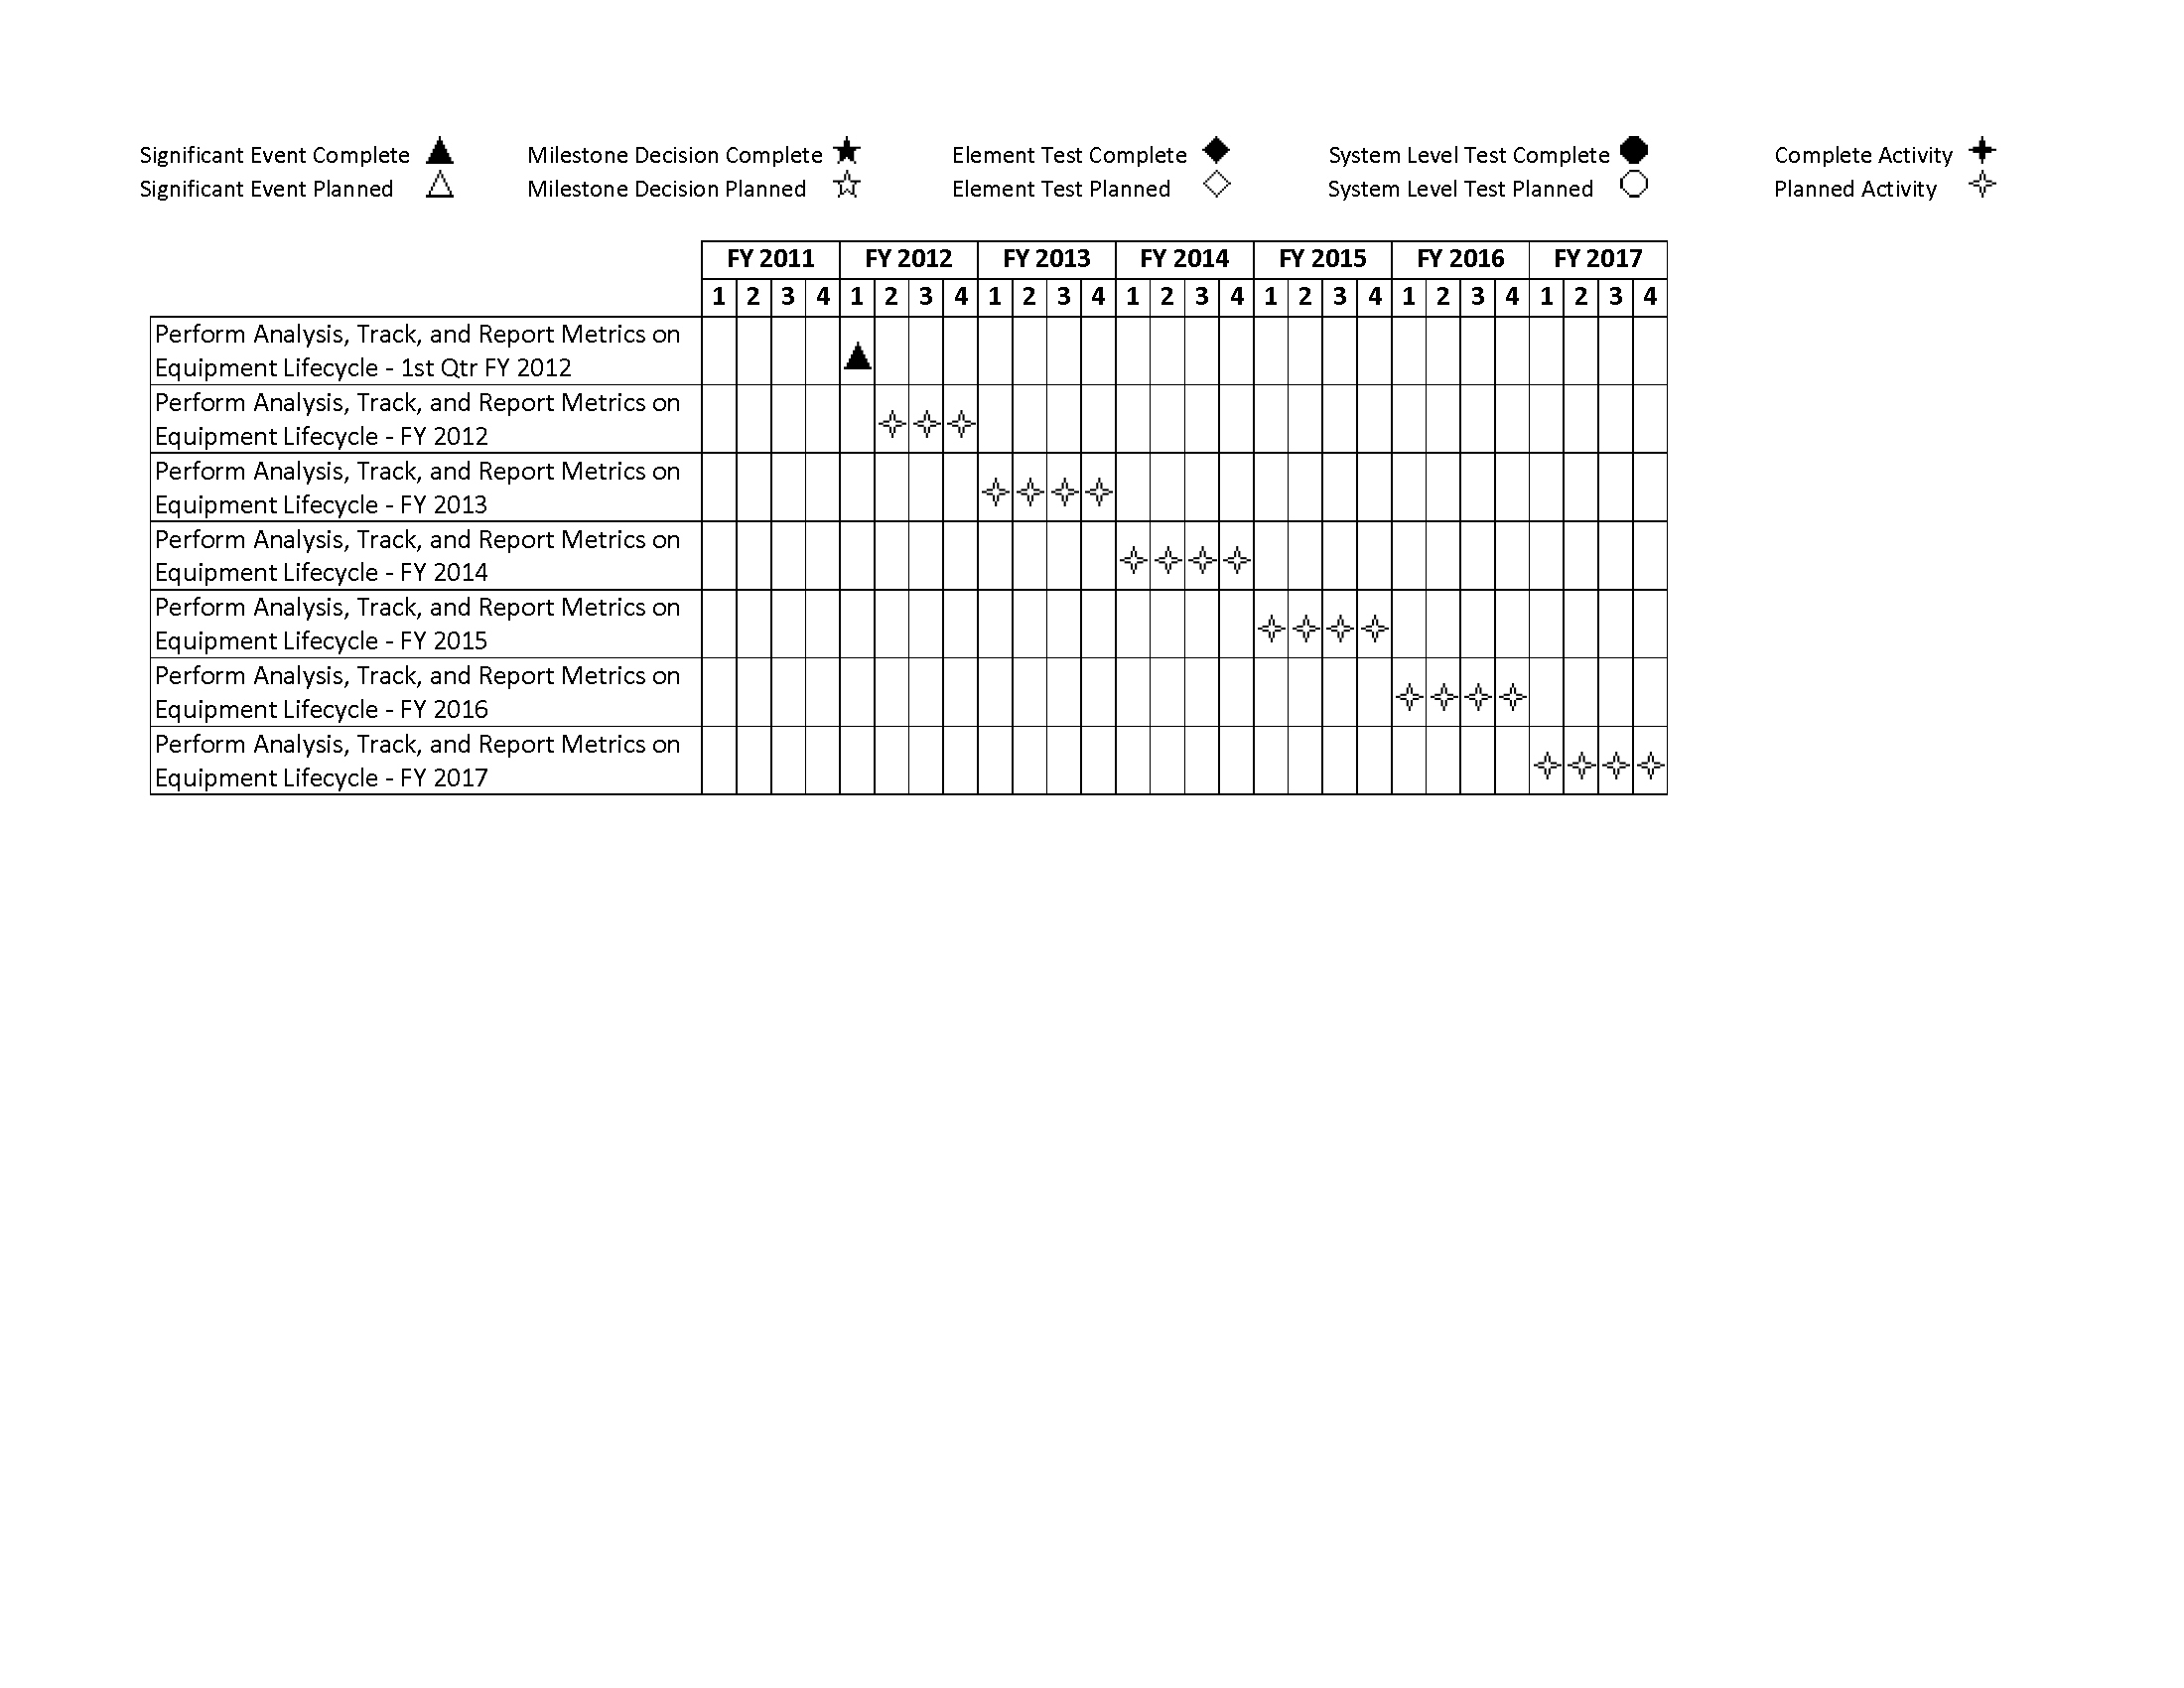 Significant Event Complete Milestone Decision Complete Element Test Complete System Level Test Complete Complete Activity
Significant Event Planned Milestone Decision Planned Element Test Planned System Level Test Planned Planned Activity
FY 2011 FY 2012 FY 2013 FY 2014 FY 2015 FY 2016 FY 2017
1 2 3 4 1 2 3 4 1 2 3 4 1 2 3 4 1 2 3 4 1 2 3 4 1 2 3 4
Perform Analysis, Track, and Report Metrics on
Equipment Lifecycle - 1st Qtr FY 2012
Perform Analysis, Track, and Report Metrics on
Equipment Lifecycle - FY 2012
Perform Analysis, Track, and Report Metrics on
Equipment Lifecycle - FY 2013
Perform Analysis, Track, and Report Metrics on
Equipment Lifecycle - FY 2014
Perform Analysis, Track, and Report Metrics on
Equipment Lifecycle - FY 2015
Perform Analysis, Track, and Report Metrics on
Equipment Lifecycle - FY 2016
Perform Analysis, Track, and Report Metrics on
Equipment Lifecycle - FY 2017